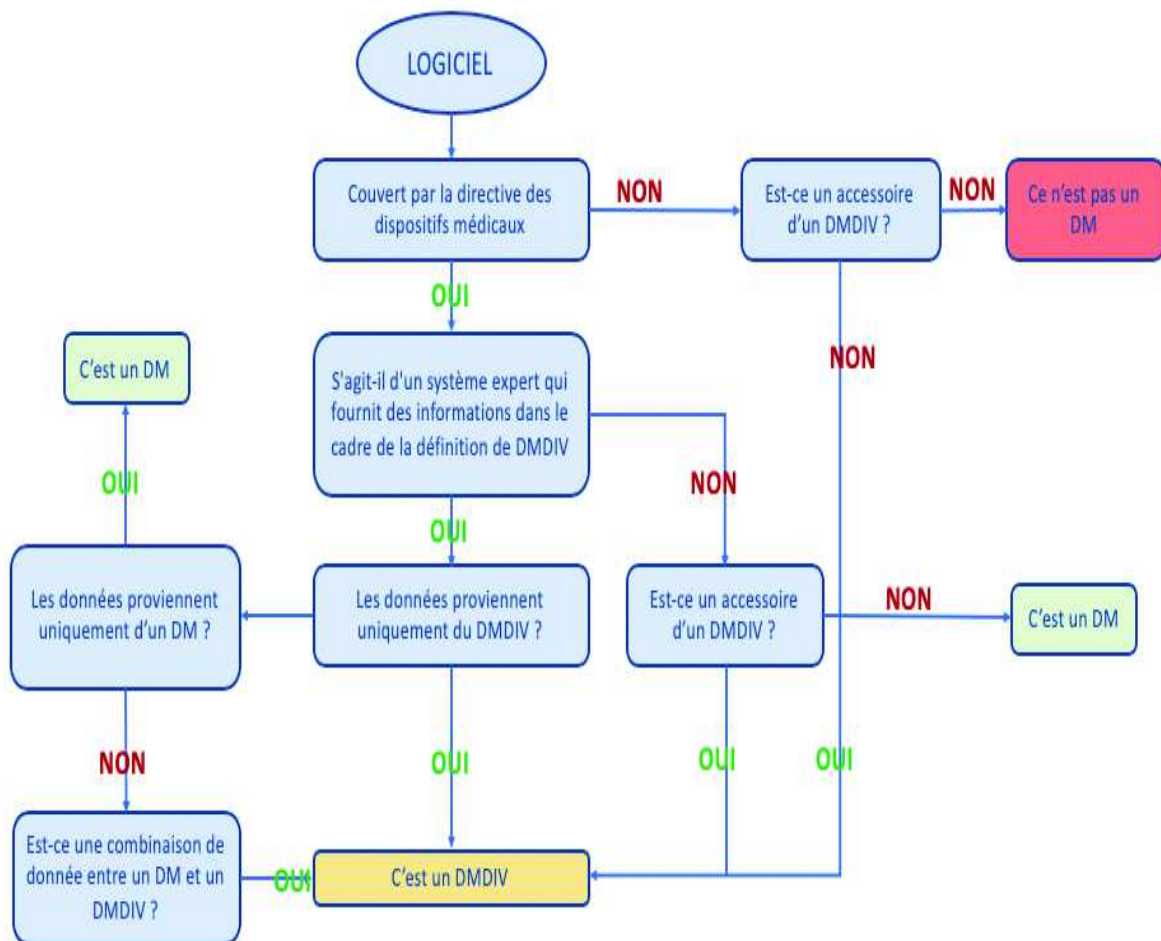 LOGICIEL
Couvert par la directive des
dispositifs médicaux
NON
Est-ce un accessoire
d'un DMDIV ?
NON
Ce n'est pas un
DM
OUI
NON
C'est un DM
S'agit-il d'un système expert qui
fournit des informations dans le
cadre de la définition de DMDIV
OUI
NON
OUI
Les données proviennent
uniquement d'un DM ?
Les données proviennent
uniquement du DMDIV ?
Est-ce un accessoire
d'un DMDIV ?
NON
C'est un DM
NON
OUI
OUI
OUI
Est-ce une combinaison de
donnée entre un DM et un
DMDIV ?
OUI
C'est un DMDIV